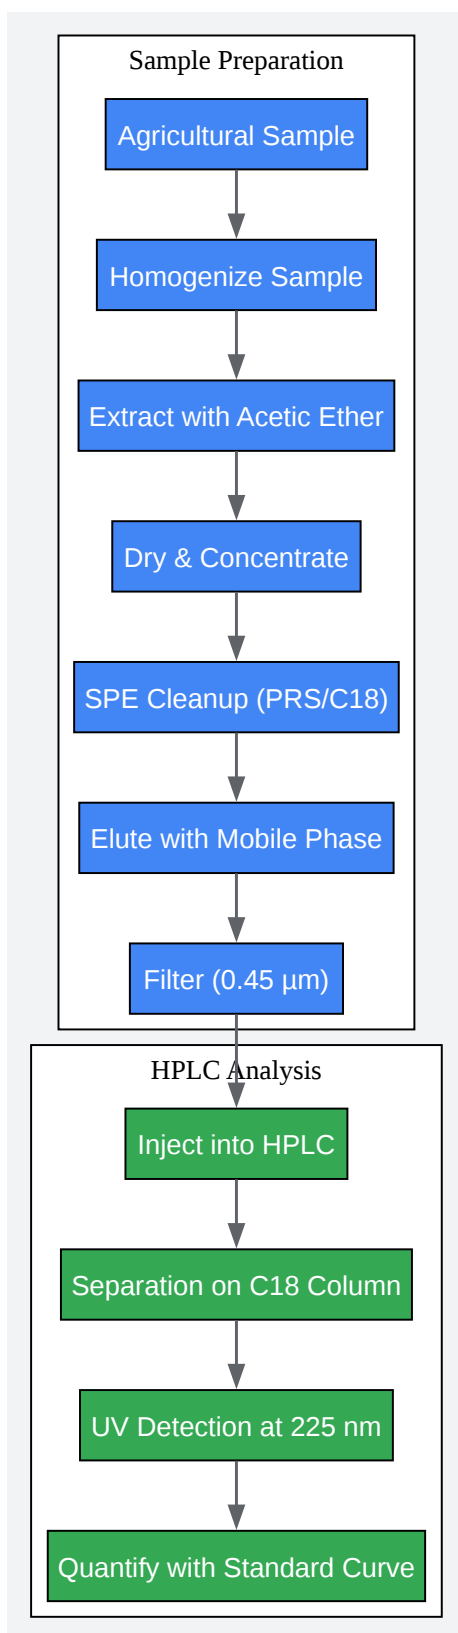 Sample Preparation
Agricultural Sample
Homogenize Sample
Extract with Acetic Ether
Dry & Concentrate
SPE Cleanup (PRS/C18)
Elute with Mobile Phase
Filter (0.45 µm)
HPLC Analysis
Inject into HPLC
Separation on C18 Column
UV Detection at 225 nm
Quantify with Standard Curve